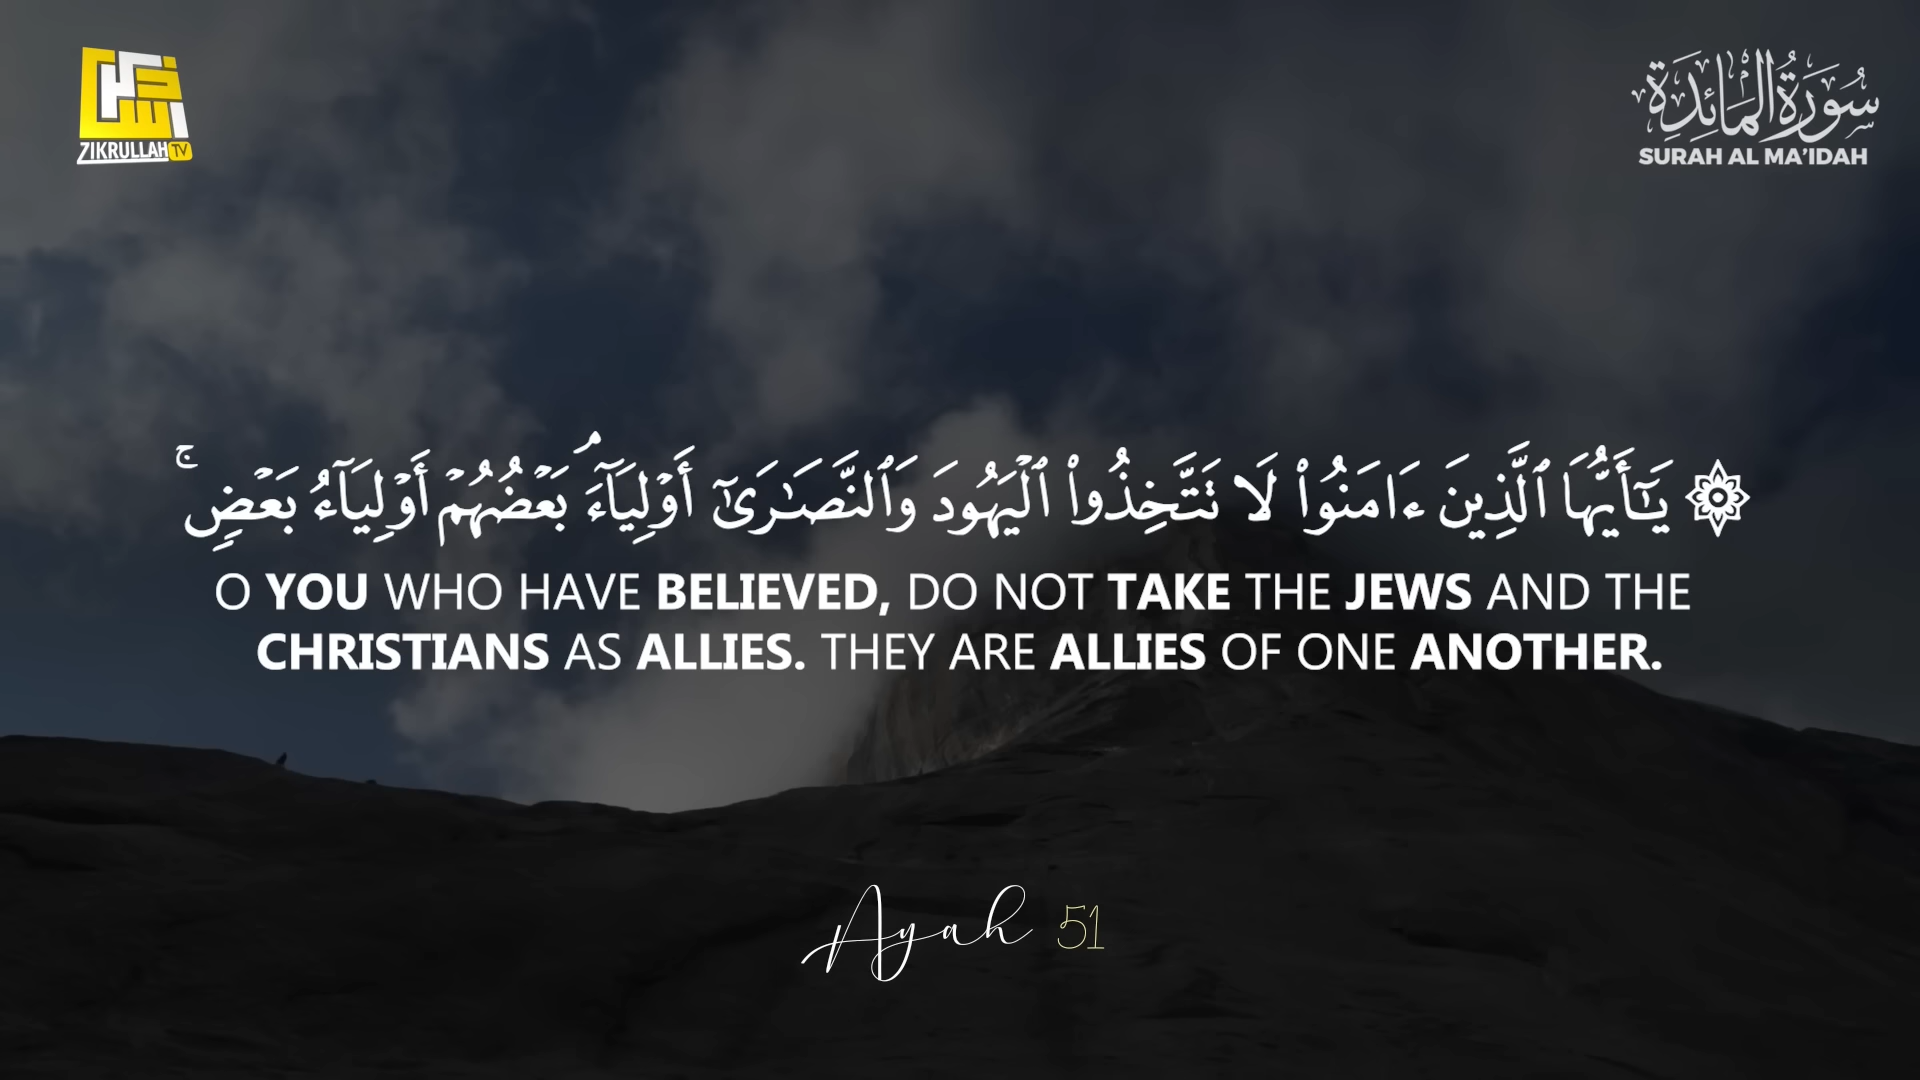 ZIKRULLAH TV
سُورَةُ المَائِدَةِ
SURAH AL MA'IDAH
۞ يَـٰٓأَيُّهَا ٱلَّذِينَ ءَامَنُوا۟ لَا تَتَّخِذُوا۟ ٱلْيَهُودَ وَٱلنَّصَـٰرَىٰٓ أَوْلِيَآءَ ۘ بَعْضُهُمْ أَوْلِيَآءُ بَعْضٍ ۚ
O YOU WHO HAVE BELIEVED, DO NOT TAKE THE JEWS AND THE
CHRISTIANS AS ALLIES. THEY ARE ALLIES OF ONE ANOTHER.
Ayah 51